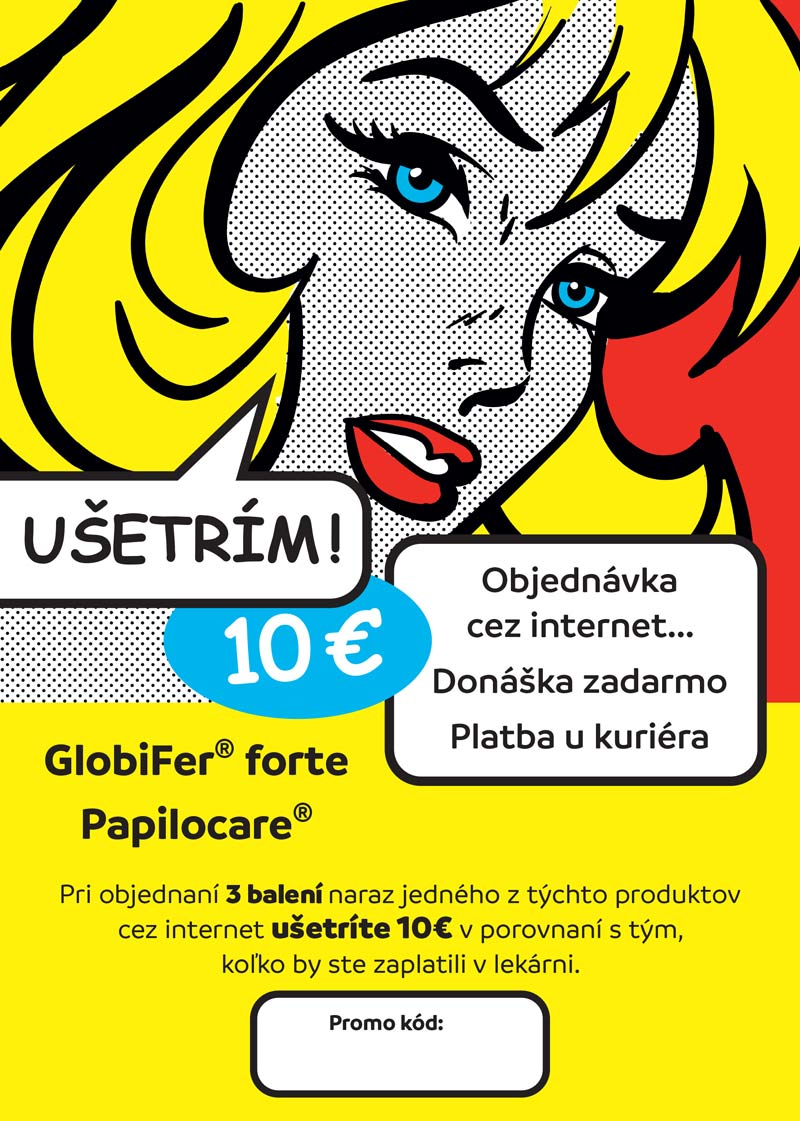 UŠETRÍM!
10 €
Objednávka
cez internet...
Donáška zadarmo
Platba u kuriéra
GlobiFer® forte
Papilocare®
Pri objednaní 3 balení naraz jedného z týchto produktov
cez internet ušetríte 10€ v porovnaní s tým,
koľko by ste zaplatili v lekárni.
Promo kód: